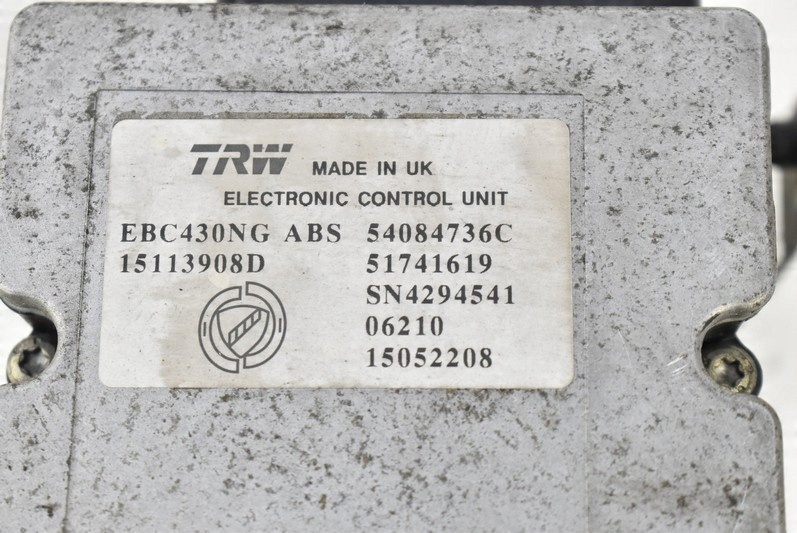 TRW MADE IN UK
ELECTRONIC CONTROL UNIT
EBC430NG ABS 54084736C
15113908D 51741619
SN4294541
06210
15052208